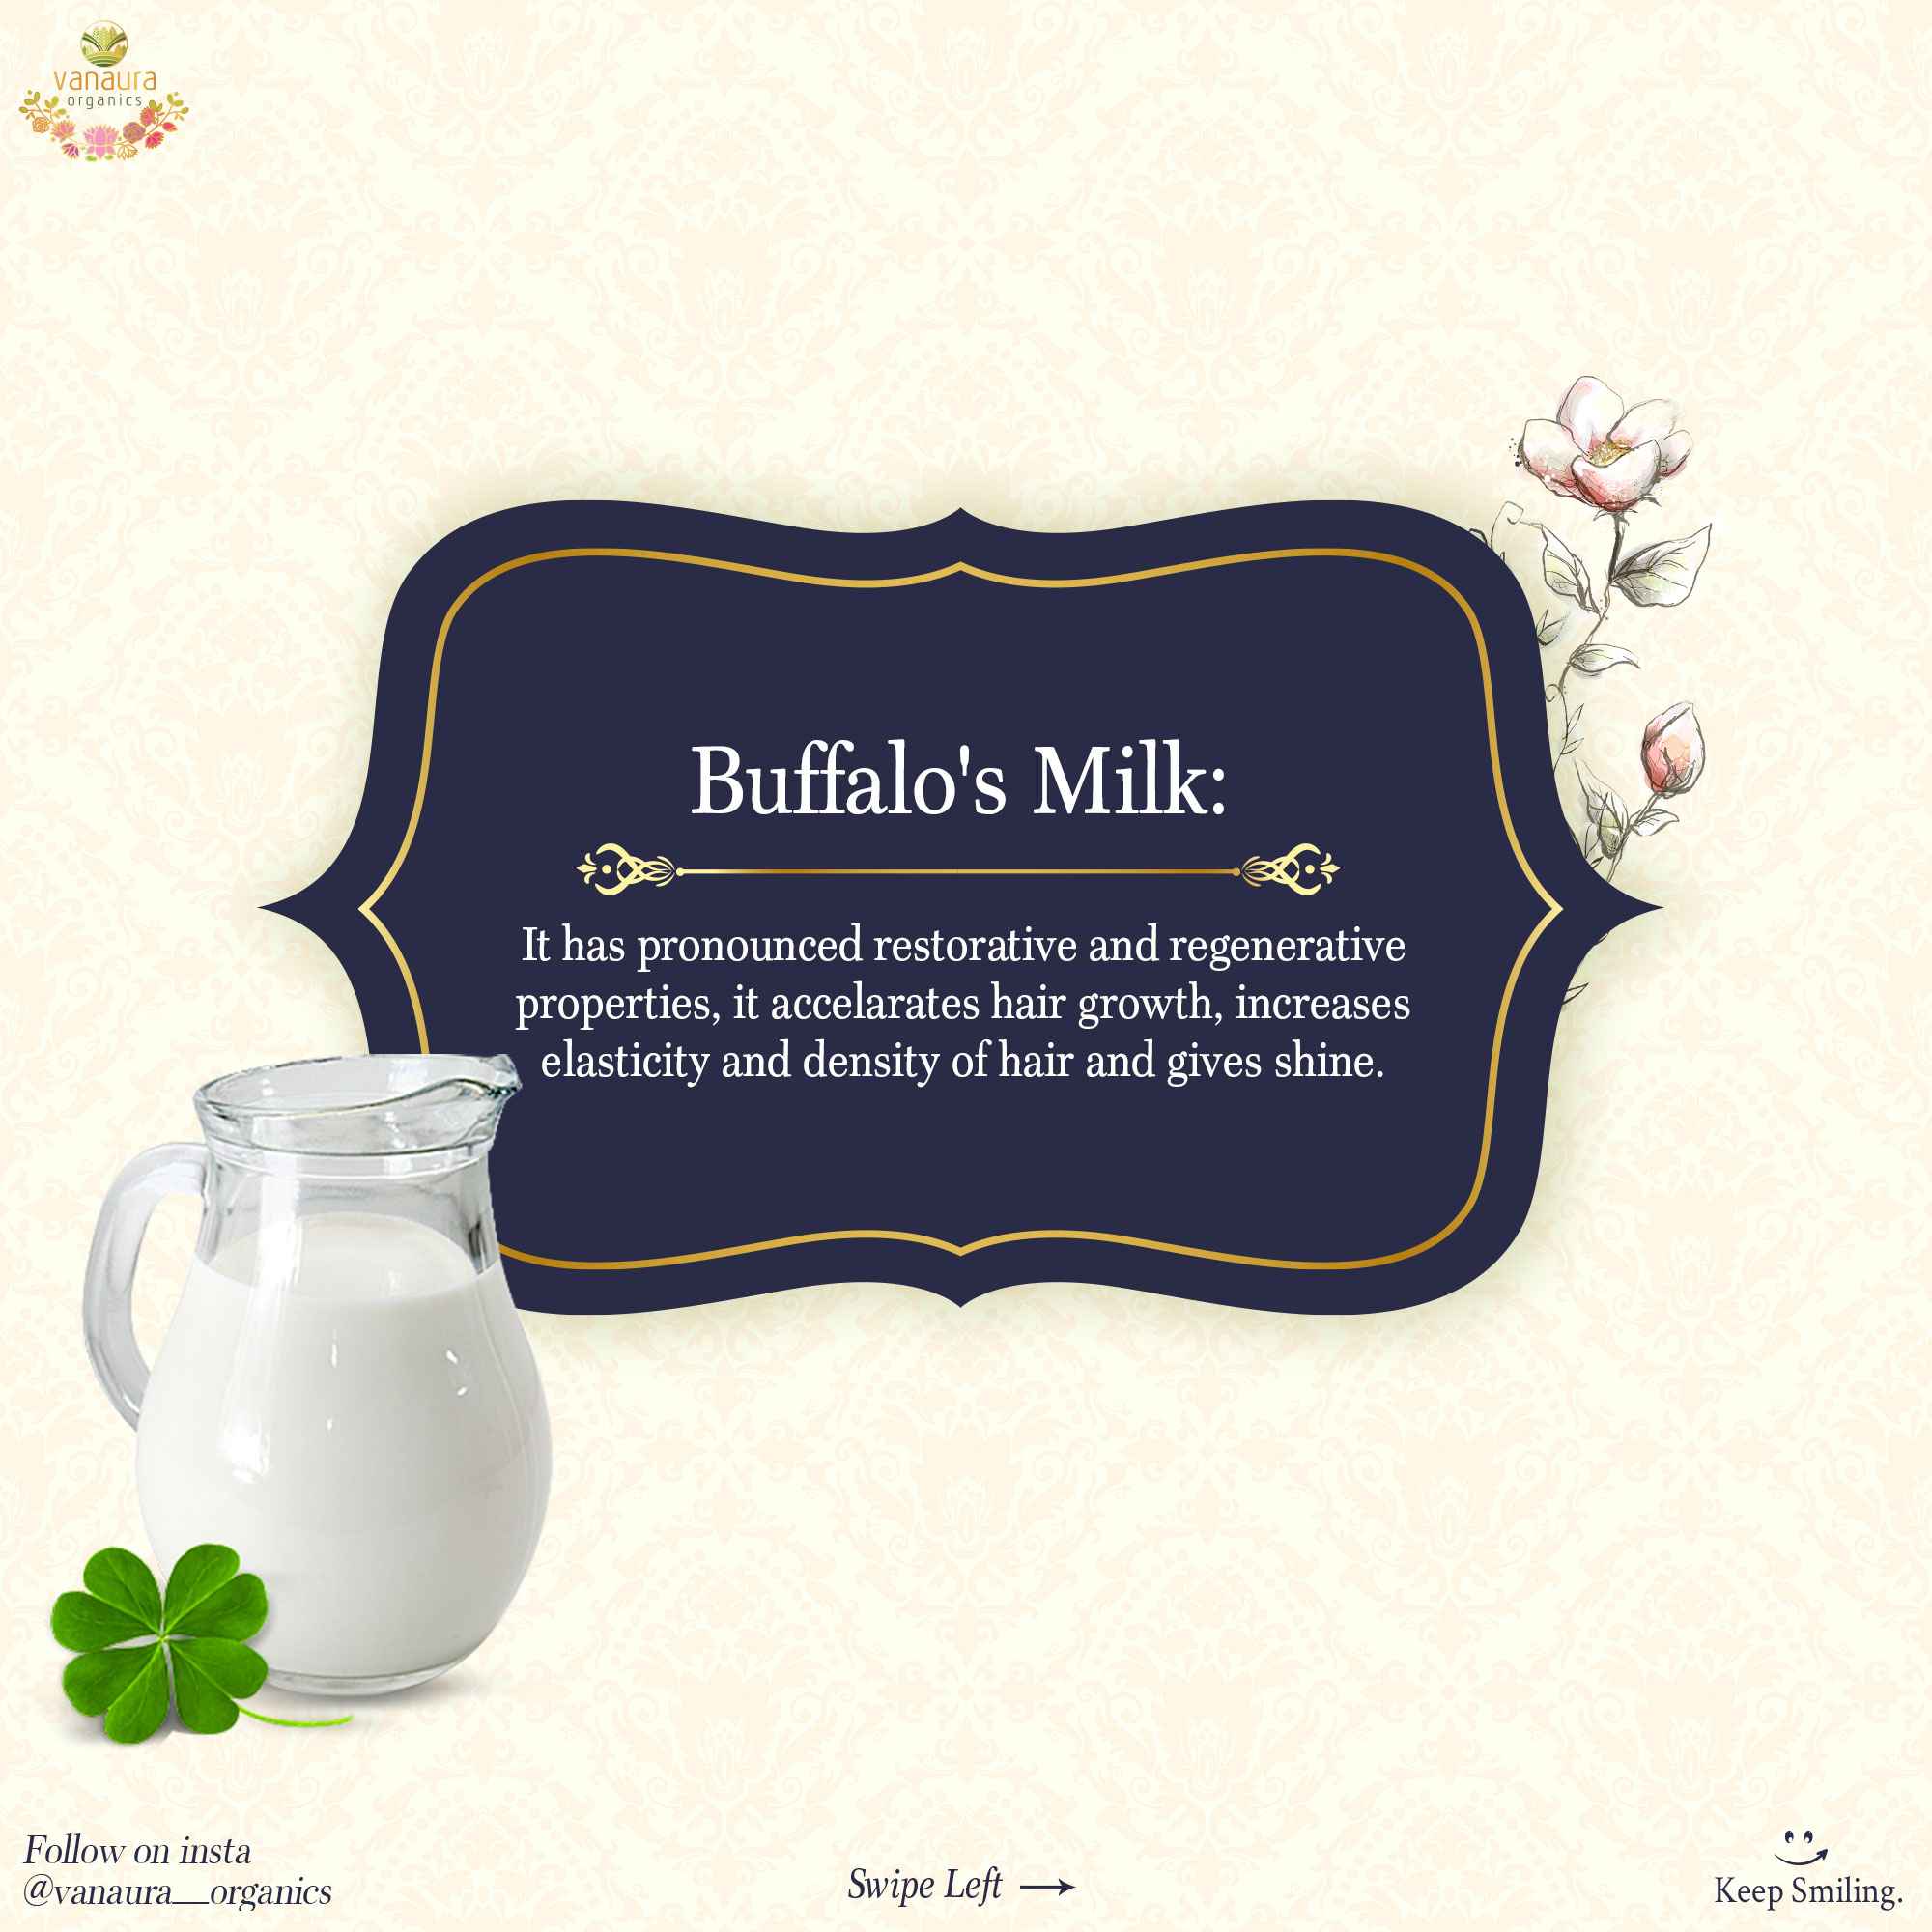 vanaura
organics
Buffalo's Milk:
It has pronounced restorative and regenerative
properties, it accelarates hair growth, increases
elasticity and density of hair and gives shine.
Follow on insta
@vanaura__organics
Swipe Left
Keep Smiling.